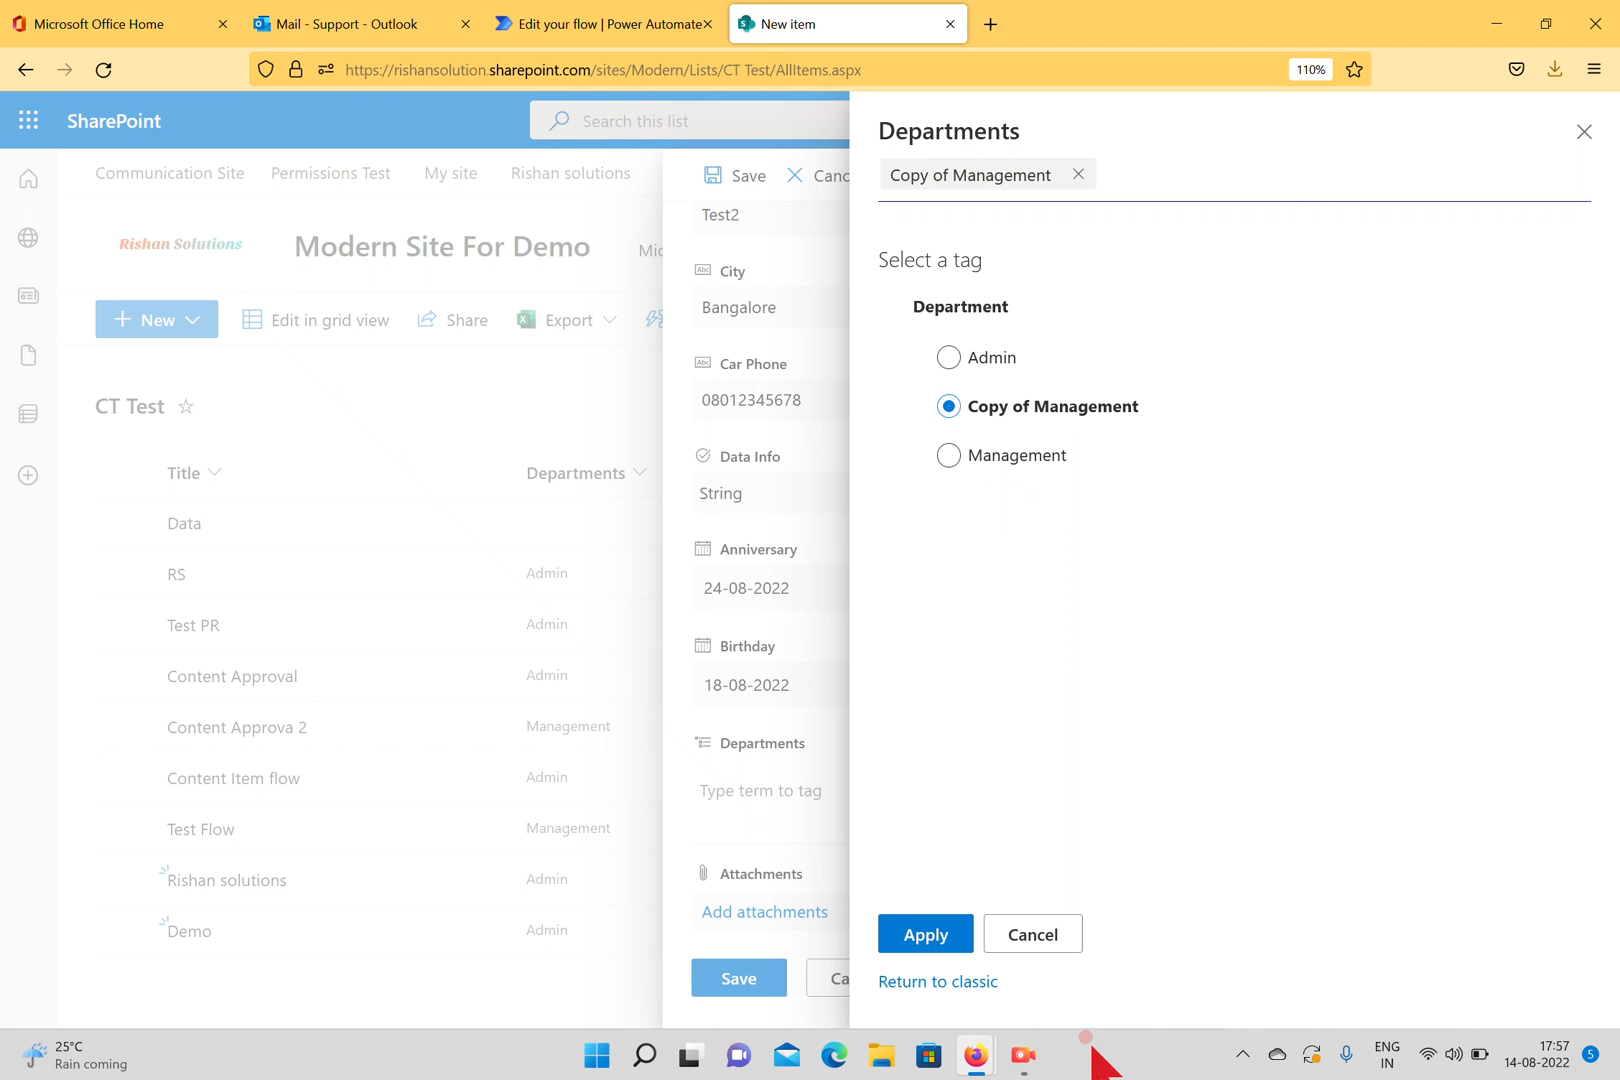 Microsoft Office Home
Mail - Support - Outlook
Edit your flow | Power Automate
New item
https://rishansolution.sharepoint.com/sites/Modern/Lists/CT Test/AllItems.aspx
110%
SharePoint
Search this list
Communication Site
Permissions Test
My site
Rishan solutions
Rishan Solutions
Modern Site For Demo
New
Edit in grid view
Share
Export
CT Test
Title
Departments
Data
RS
Admin
Test PR
Admin
Content Approval
Admin
Content Approva 2
Management
Content Item flow
Admin
Test Flow
Management
Rishan solutions
Admin
Demo
Admin
Save
Test2
Abc City
Bangalore
Abc Car Phone
08012345678
Data Info
String
Anniversary
24-08-2022
Birthday
18-08-2022
Departments
Type term to tag
Attachments
Add attachments
Save
Departments
Copy of Management
Select a tag
Department
Admin
Copy of Management
Management
Apply
Cancel
Return to classic
25°C
Rain coming
ENG
IN
17:57
14-08-2022
5